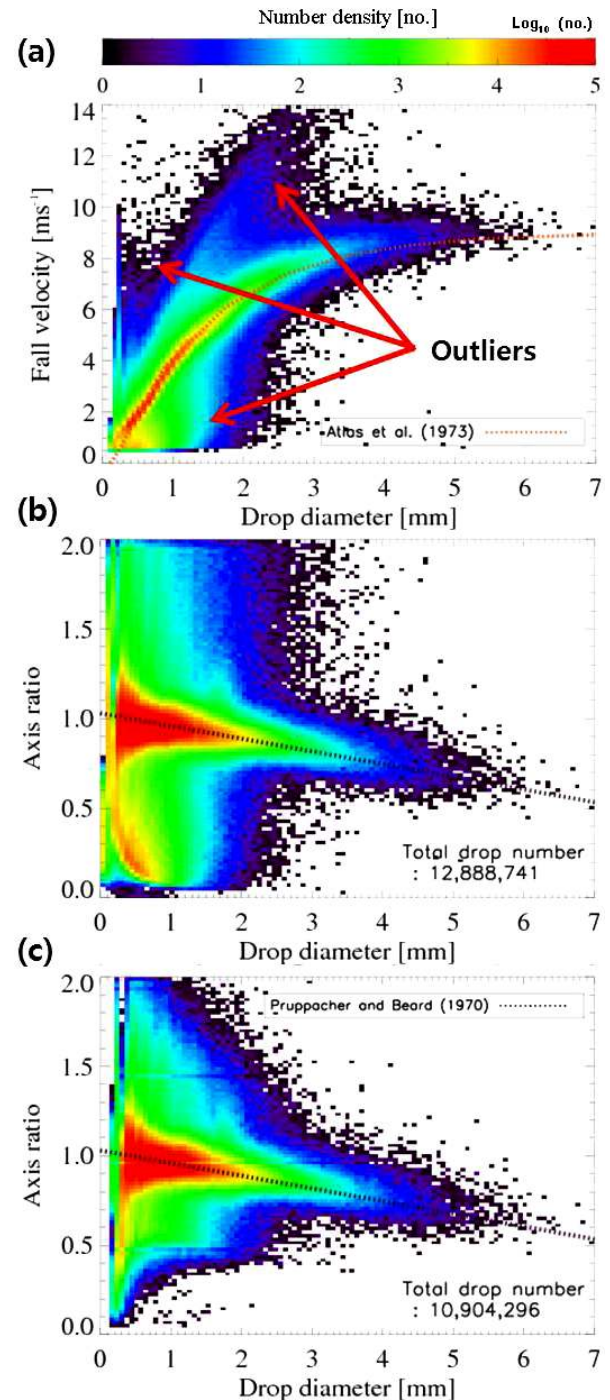 Number density [no.]
Log10 (no.)
(a)
0 1 2 3 4 5
14
12
10
8
6
4
2
0
Fall velocity [ms-1]
Outliers
Atlas et al. (1973)
0 1 2 3 4 5 6 7
Drop diameter [mm]
(b)
2.0
1.5
1.0
0.5
0.0
Axis ratio
Total drop number
: 12,888,741
0 1 2 3 4 5 6 7
Drop diameter [mm]
(c)
2.0
1.5
1.0
0.5
0.0
Axis ratio
Pruppacher and Beard (1970)
Total drop number
: 10,904,296
0 1 2 3 4 5 6 7
Drop diameter [mm]